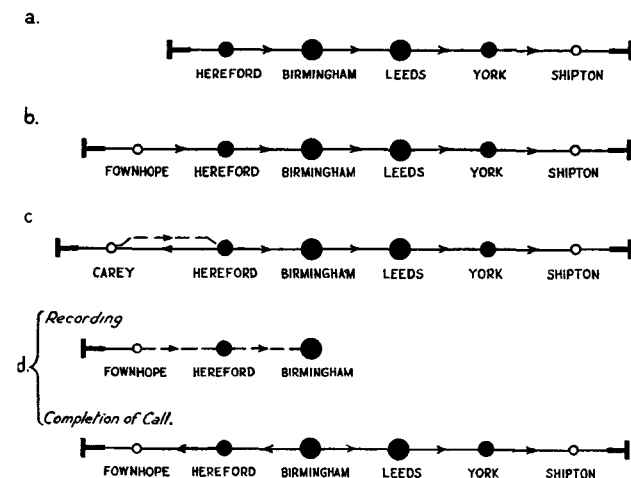 a.
HEREFORD BIRMINGHAM LEEDS YORK SHIPTON
b.
FOWNHOPE HEREFORD BIRMINGHAM LEEDS YORK SHIPTON
c
CAREY HEREFORD BIRMINGHAM LEEDS YORK SHIPTON
d.
Recording
FOWNHOPE HEREFORD BIRMINGHAM
Completion of Call.
FOWNHOPE HEREFORD BIRMINGHAM LEEDS YORK SHIPTON